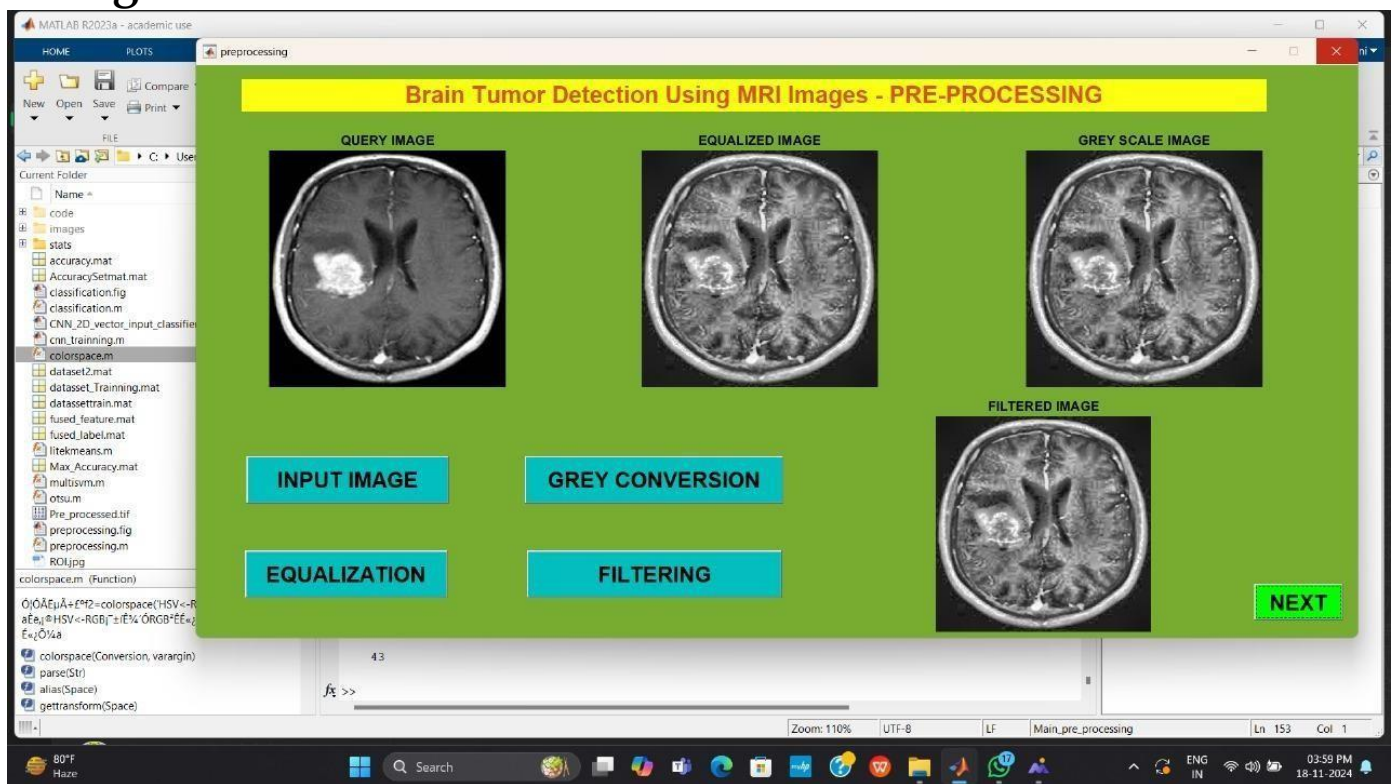 MATLAB R2023a - academic use
HOME
PLOTS
preprocessing
New
Open
Save
Compare
Print
FILE
C:
Current Folder
Name
code
images
stats
accuracy.mat
AccuracySetmat.mat
classification.fig
classification.m
CNN_2D_vector_input_classifie
cnn_trainning.m
colorspace.m
dataset2.mat
datasset_Trainning.mat
datassettrain.mat
fused_feature.mat
fused_label.mat
litekmeans.m
Max_Accuracy.mat
multisvm.m
otsu.m
Pre_processed.tif
preprocessing.fig
preprocessing.m
ROI.jpg
colorspace.m (Function)
colorspace(Conversion, varargin)
parse(Str)
alias(Space)
gettransform(Space)
Brain Tumor Detection Using MRI Images - PRE-PROCESSING
QUERY IMAGE
EQUALIZED IMAGE
GREY SCALE IMAGE
FILTERED IMAGE
INPUT IMAGE
GREY CONVERSION
EQUALIZATION
FILTERING
NEXT
43
fx >>
Zoom: 110%
UTF-8
LF
Main_pre_processing
Ln 153 Col 1
80°F
Haze
Search
ENG
IN
03:59 PM
18-11-2024